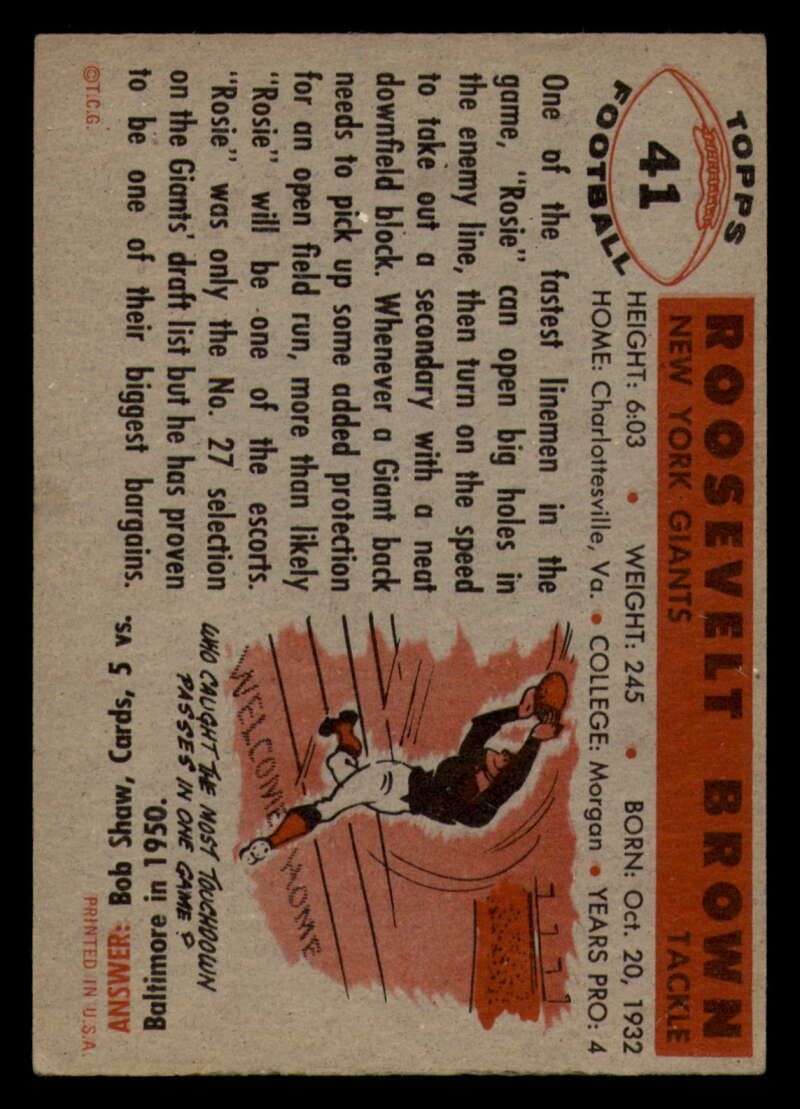 TOPPS
41
FOOTBALL
ROOSEVELT BROWN
NEW YORK GIANTS TACKLE
HEIGHT: 6:03 • WEIGHT: 245 • BORN: Oct. 20, 1932
HOME: Charlottesville, Va. • COLLEGE: Morgan • YEARS PRO: 4
One of the fastest linemen in the
game, "Rosie" can open big holes in
the enemy line, then turn on the speed
to take out a secondary with a neat
downfield block. Whenever a Giant back
needs to pick up some added protection
for an open field run, more than likely
"Rosie" will be one of the escorts.
"Rosie" was only the No. 27 selection
on the Giants' draft list but he has proven
to be one of their biggest bargains.
WELCOME HOME
WHO CAUGHT THE MOST TOUCHDOWN
PASSES IN ONE GAME?
ANSWER: Bob Shaw, Cards, 5 vs.
Baltimore in 1950.
©T.C.G.
PRINTED IN U.S.A.